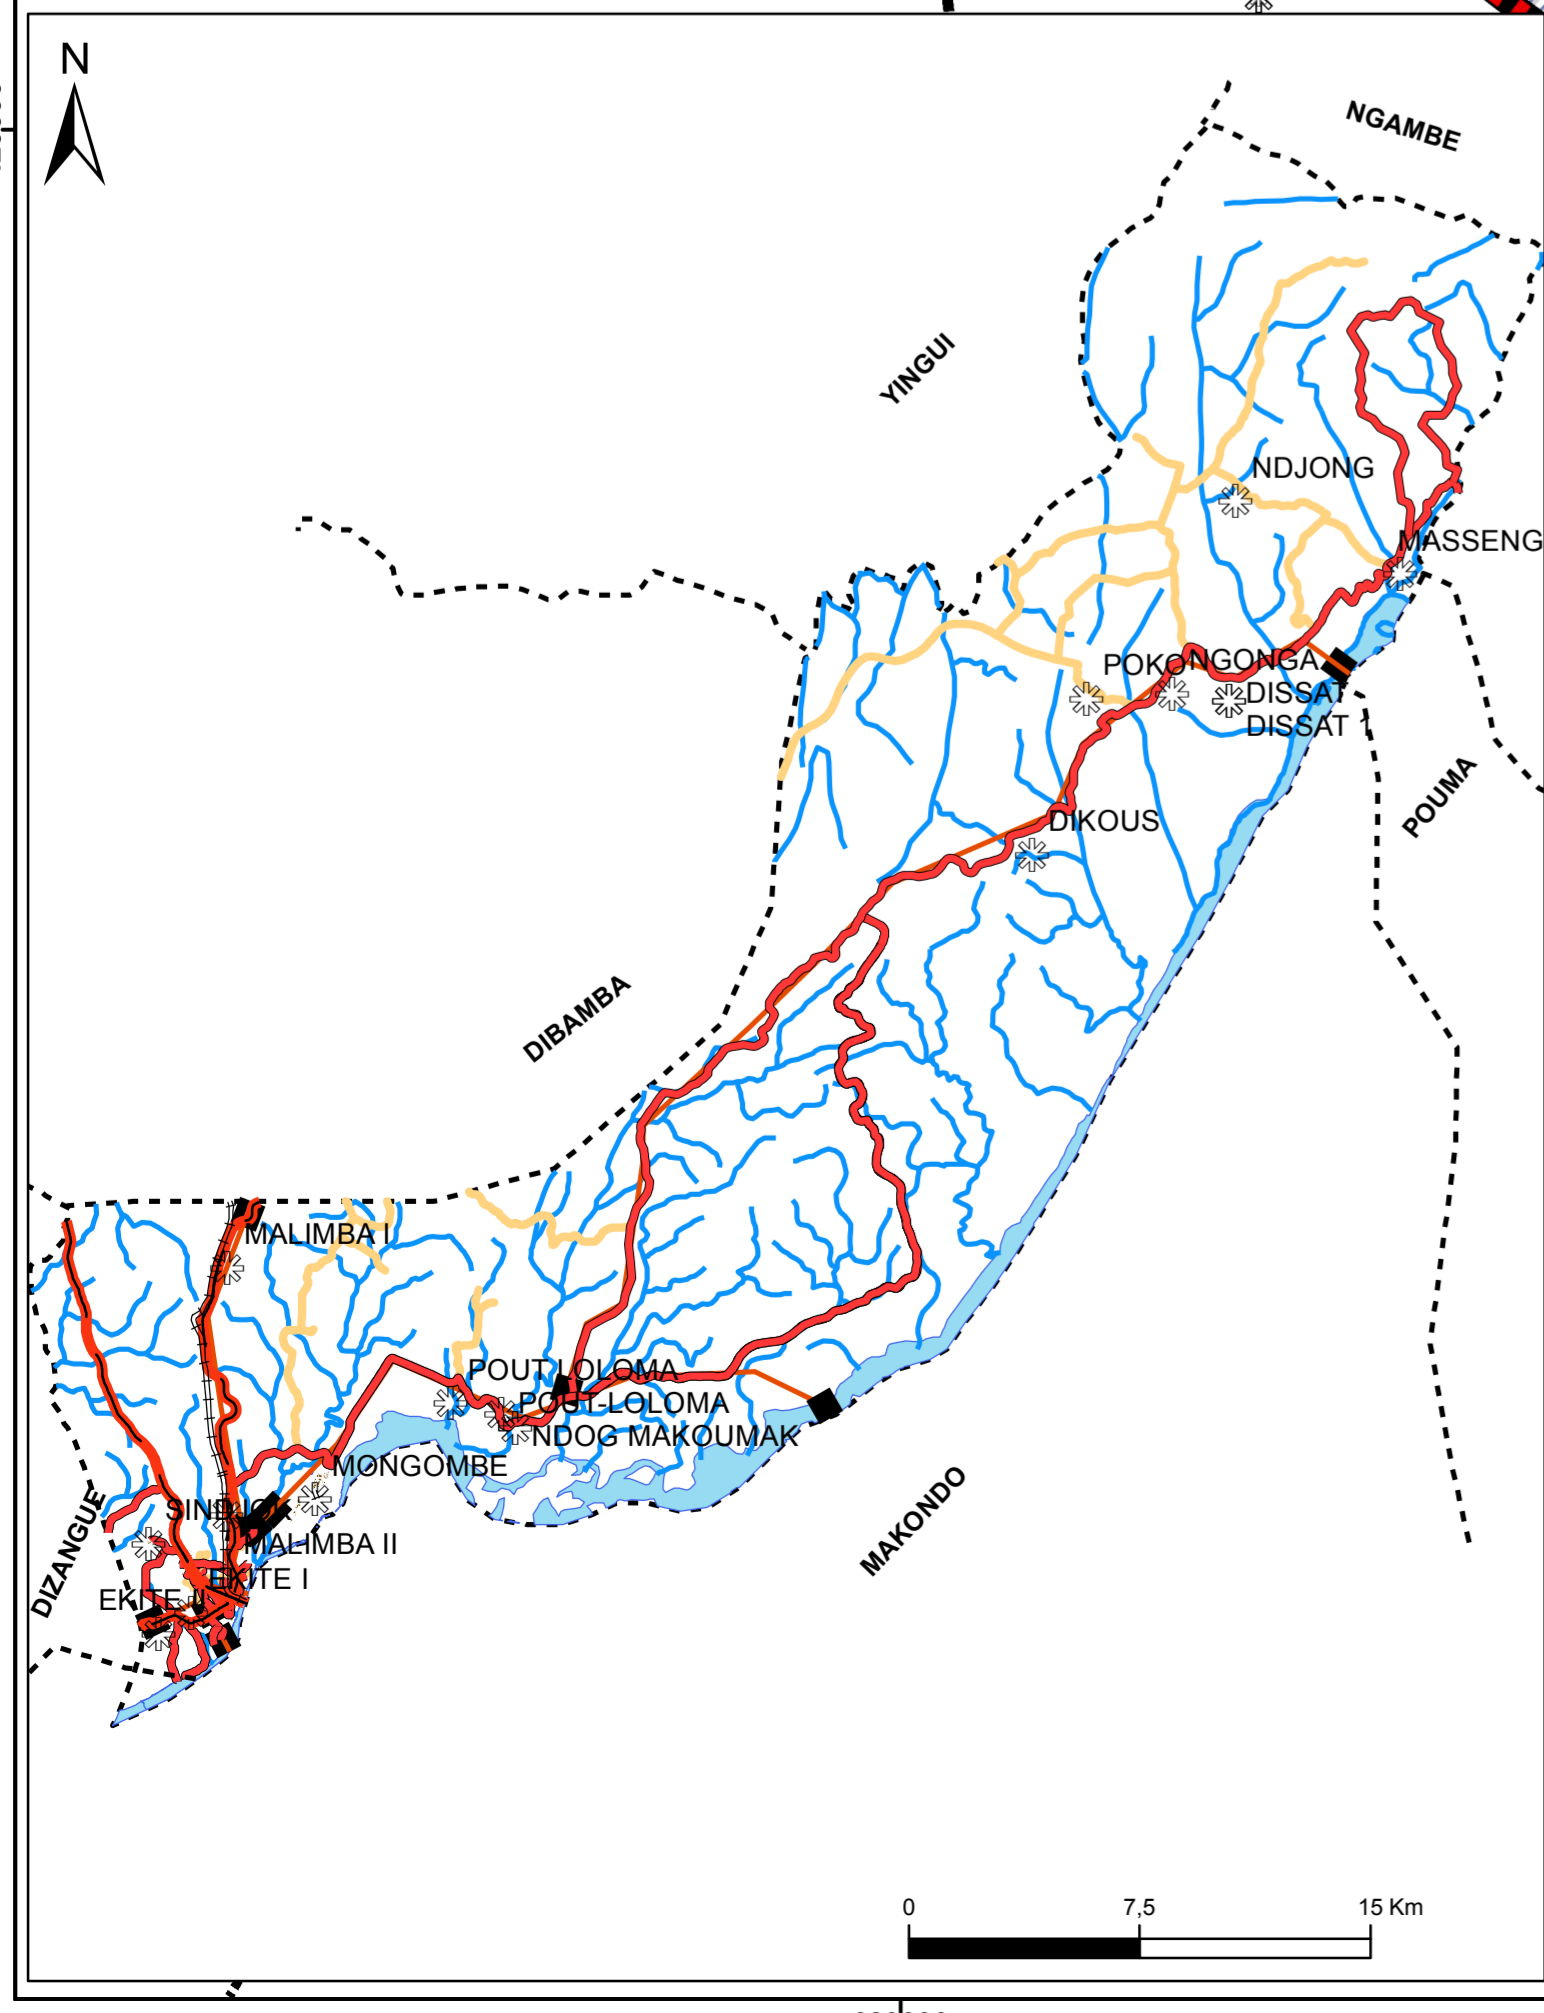 N
NGAMBE
YINGUI
NDJONG
MASSENG
POKO
NGONGA
DISSAT
DISSAT 1
POUMA
DIKOUS
DIBAMBA
MALIMBA I
POUT LOLOMA
POUT-LOLOMA
NDOG MAKOUMAK
MONGOMBE
MAKONDO
DIZANGUE
MALIMBA II
EKITE I
EKITE II
0 7,5 15 Km